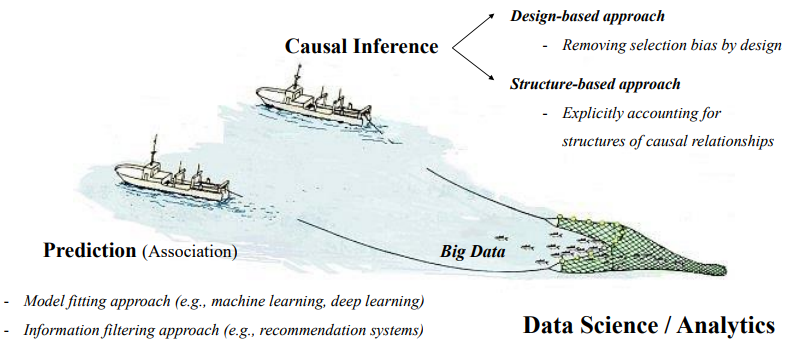 Causal Inference
Design-based approach
- Removing selection bias by design
Structure-based approach
- Explicitly accounting for
structures of causal relationships
Prediction (Association)
Big Data
- Model fitting approach (e.g., machine learning, deep learning)
- Information filtering approach (e.g., recommendation systems)
Data Science / Analytics